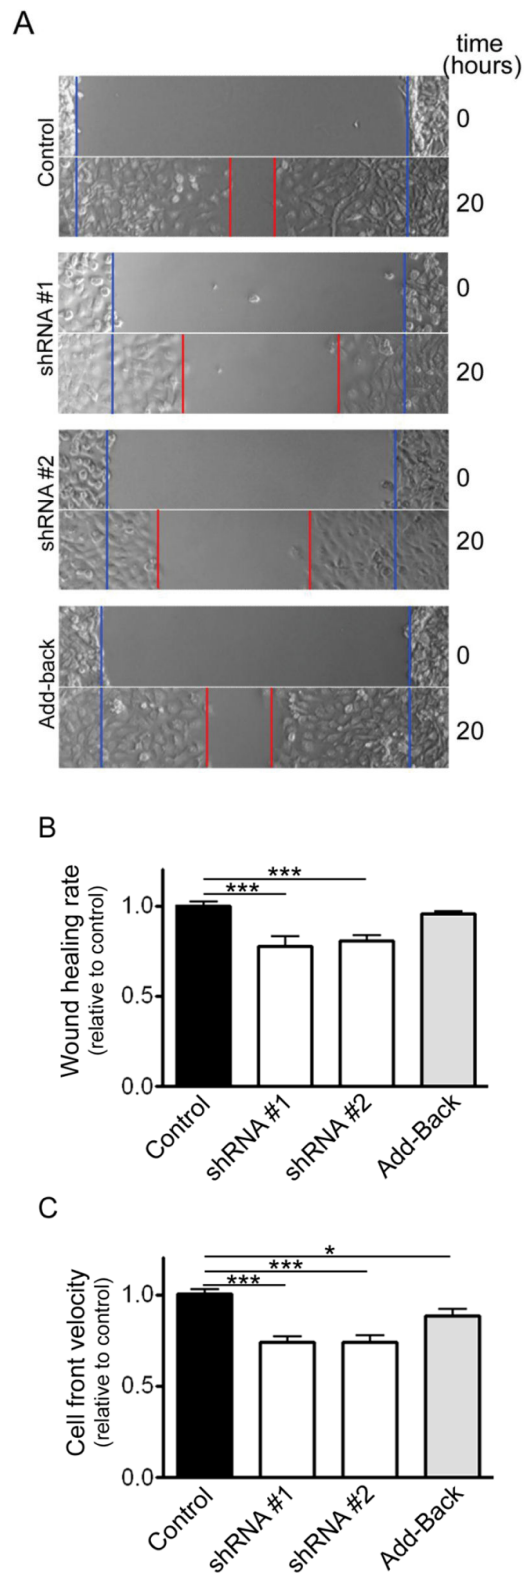 A
time
(hours)
Control
0
20
shRNA #1
0
20
shRNA #2
0
20
Add-back
0
20
B
Wound healing rate
(relative to control)
1.0
0.5
0.0
***
***
Control
shRNA #1
shRNA #2
Add-Back
C
Cell front velocity
(relative to control)
1.0
0.5
0.0
*
***
***
Control
shRNA #1
shRNA #2
Add-Back